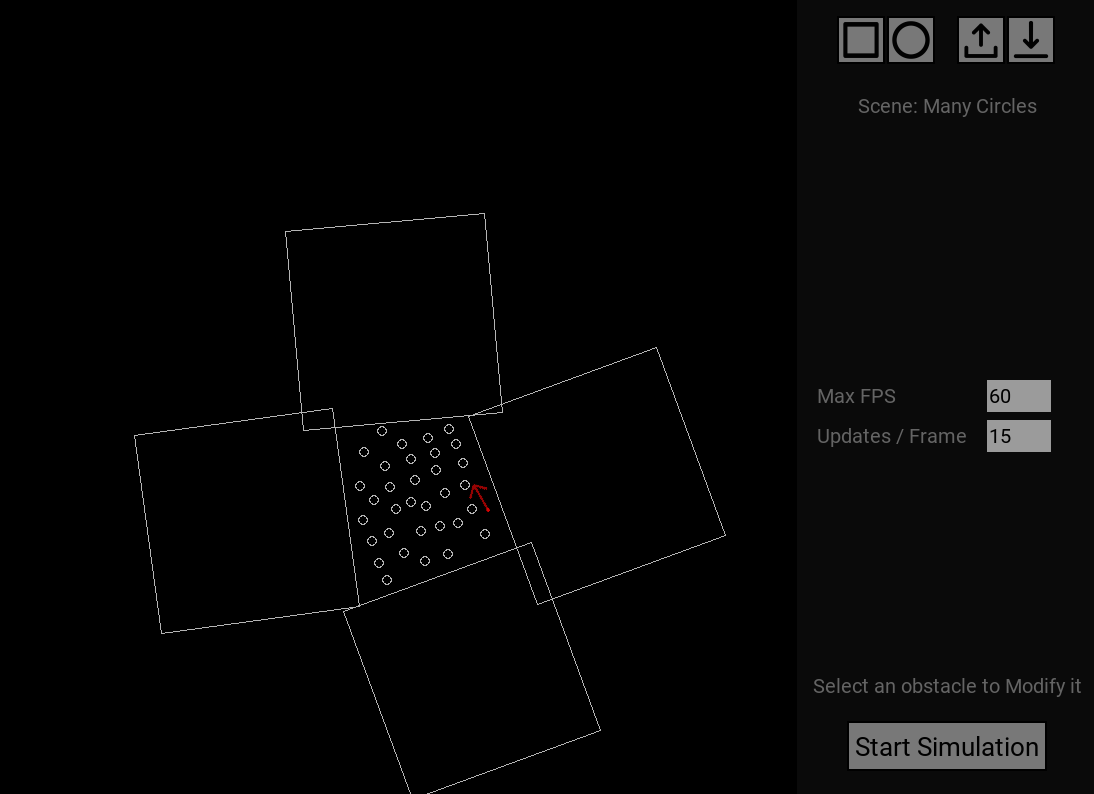 Scene: Many Circles
Max FPS 60
Updates / Frame 15
Select an obstacle to Modify it
Start Simulation